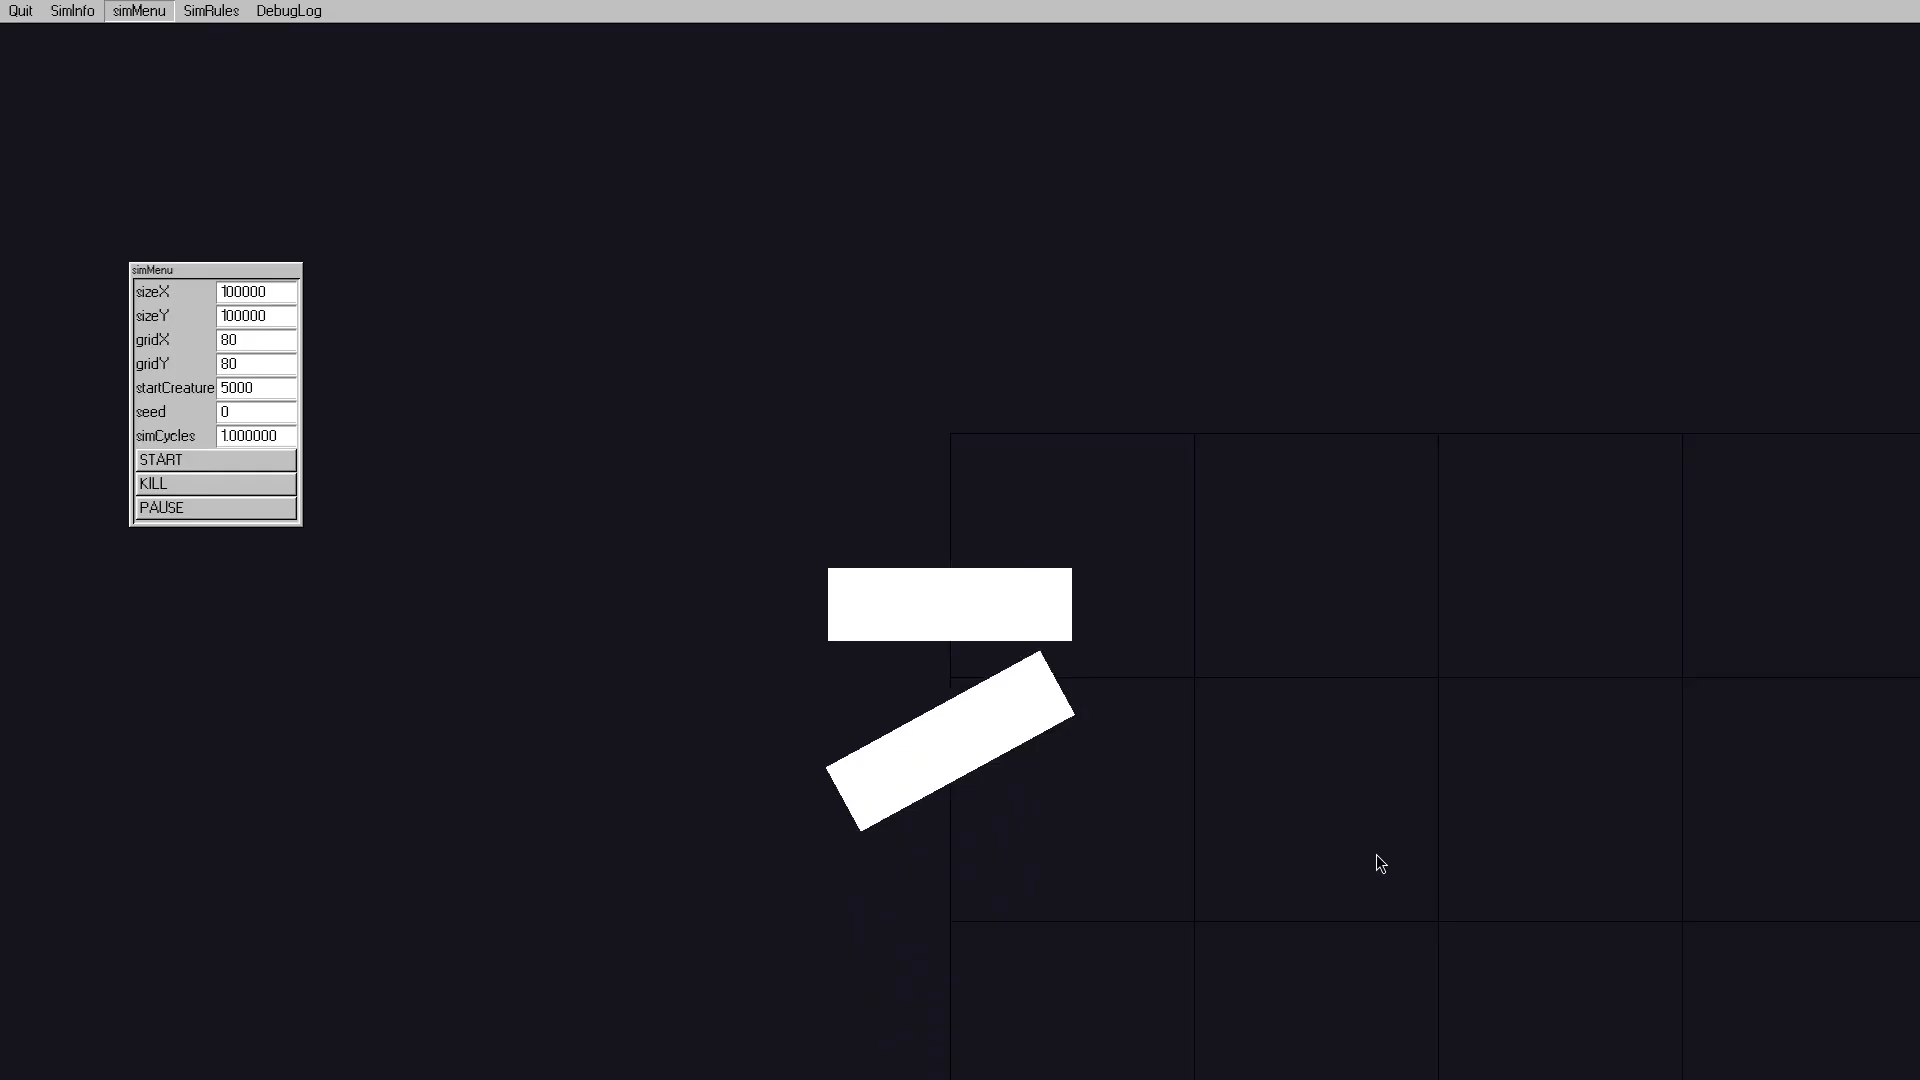 Quit SimInfo simMenu SimRules DebugLog
simMenu
sizeX 100000
sizeY 100000
gridX 80
gridY 80
startCreature 5000
seed 0
simCycles 1.000000
START
KILL
PAUSE